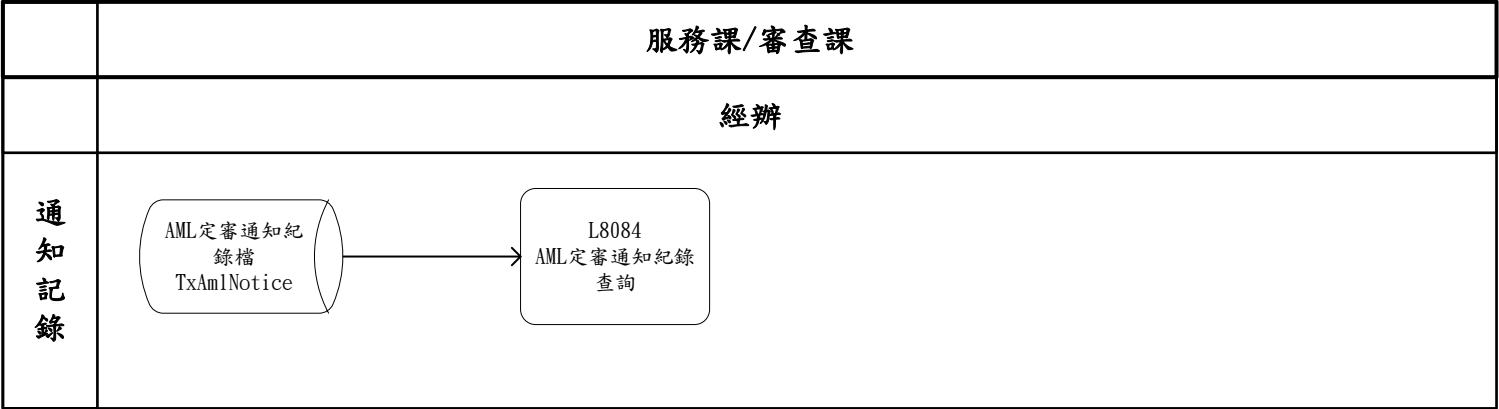 服務課/審查課
經辦
通
知
記
錄
AML定審通知紀
錄檔
TxAmlNotice
L8084
AML定審通知紀錄
查詢